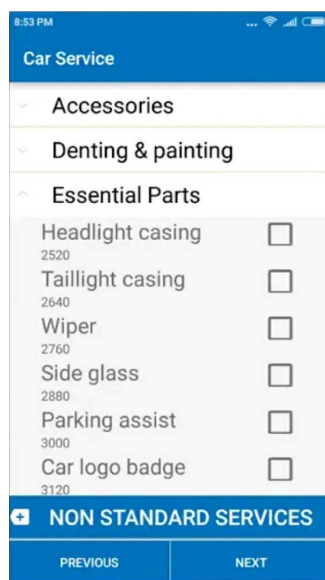 8:53 PM
Car Service
Accessories
Denting & painting
Essential Parts
Headlight casing
2520
Taillight casing
2640
Wiper
2760
Side glass
2880
Parking assist
3000
Car logo badge
3120
NON STANDARD SERVICES
PREVIOUS NEXT